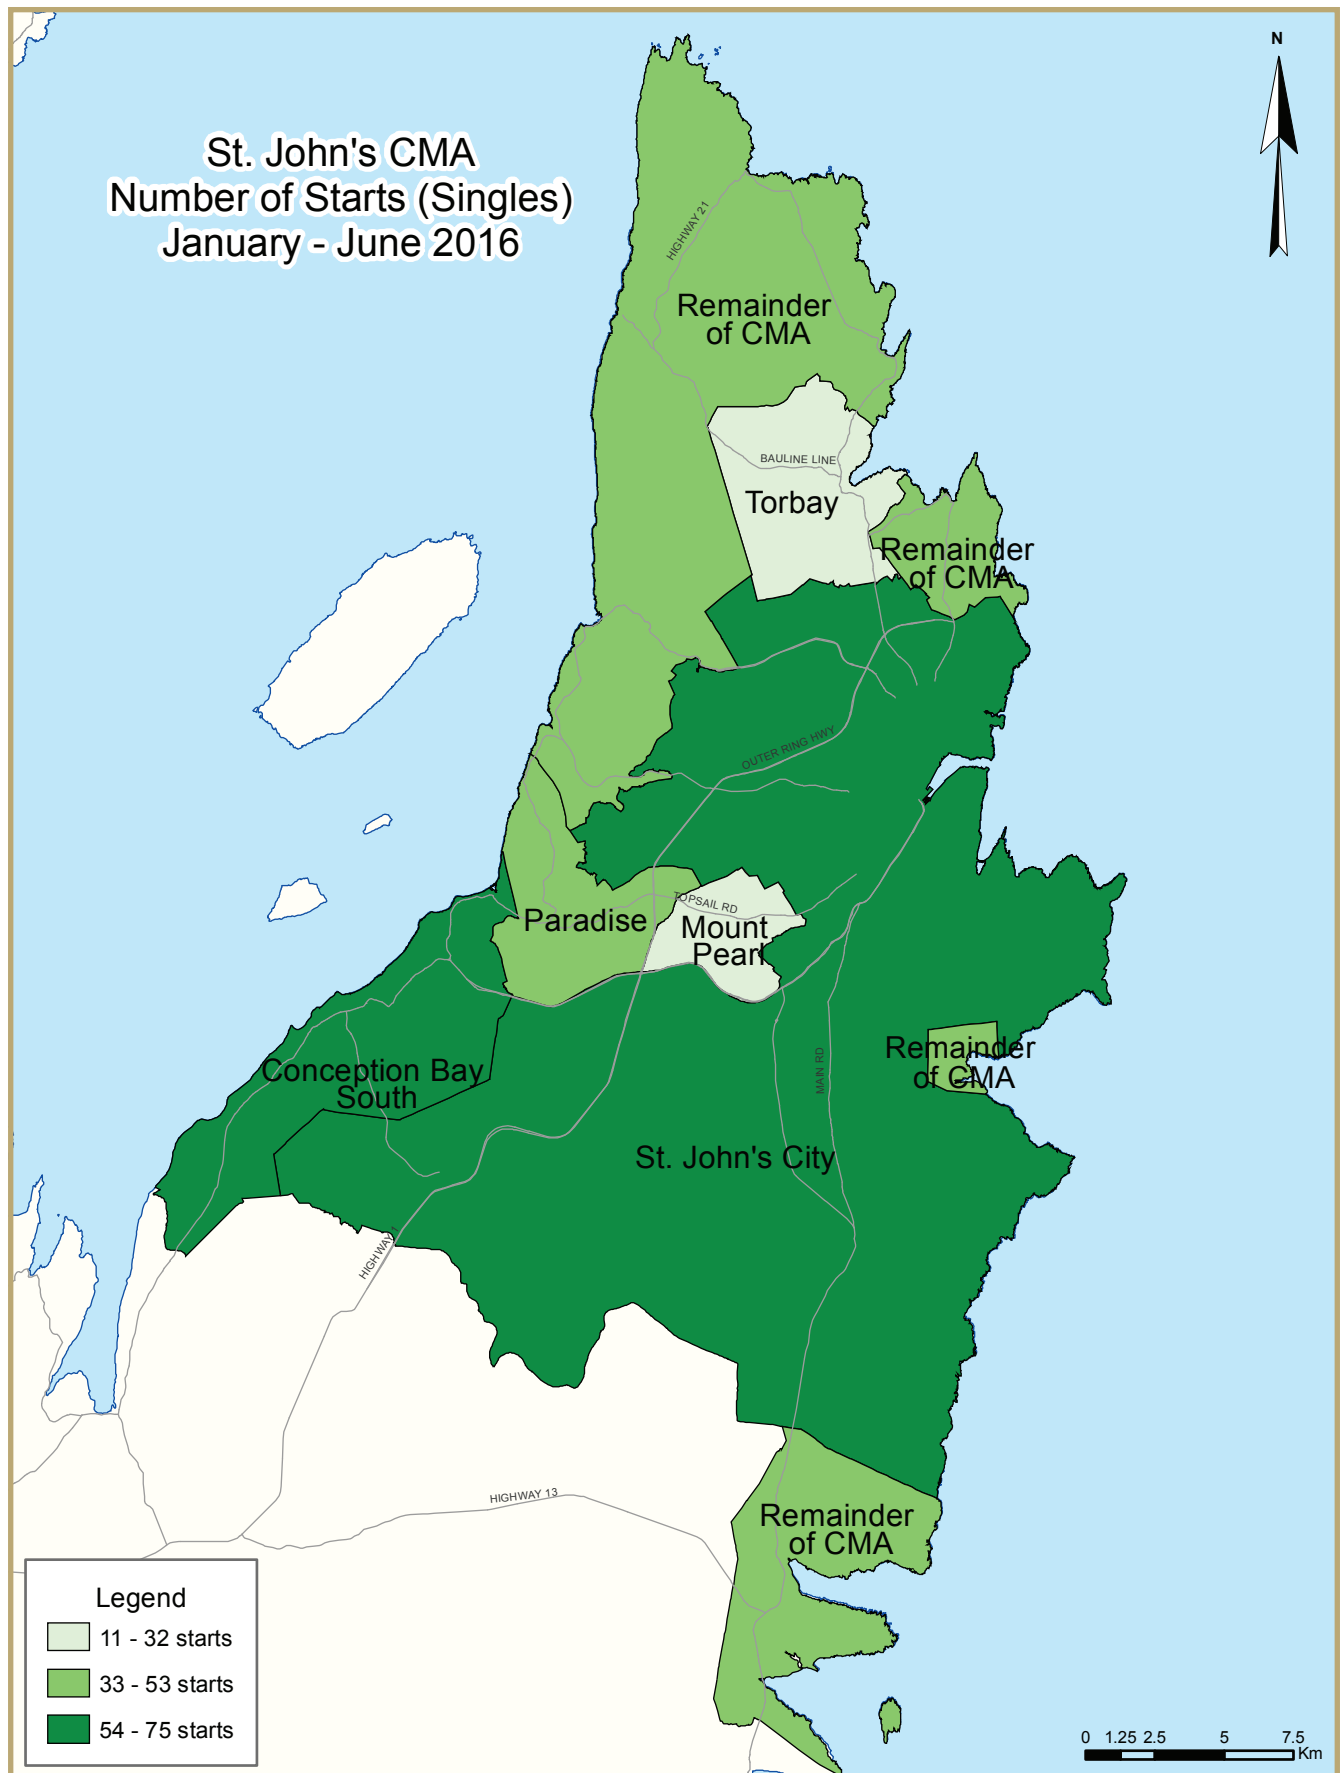 N
St. John's CMA
Number of Starts (Singles)
January - June 2016
HIGHWAY 21
Remainder
of CMA
BAULINE LINE
Torbay
Remainder
of CMA
OUTER RING HWY
TOPSAIL RD
Paradise
Mount
Pearl
Remainder
of CMA
MAIN RD
Conception Bay
South
St. John's City
HIGHWAY 1
HIGHWAY 13
Remainder
of CMA
Legend
11 - 32 starts
33 - 53 starts
54 - 75 starts
0 1.25 2.5 5 7.5
Km